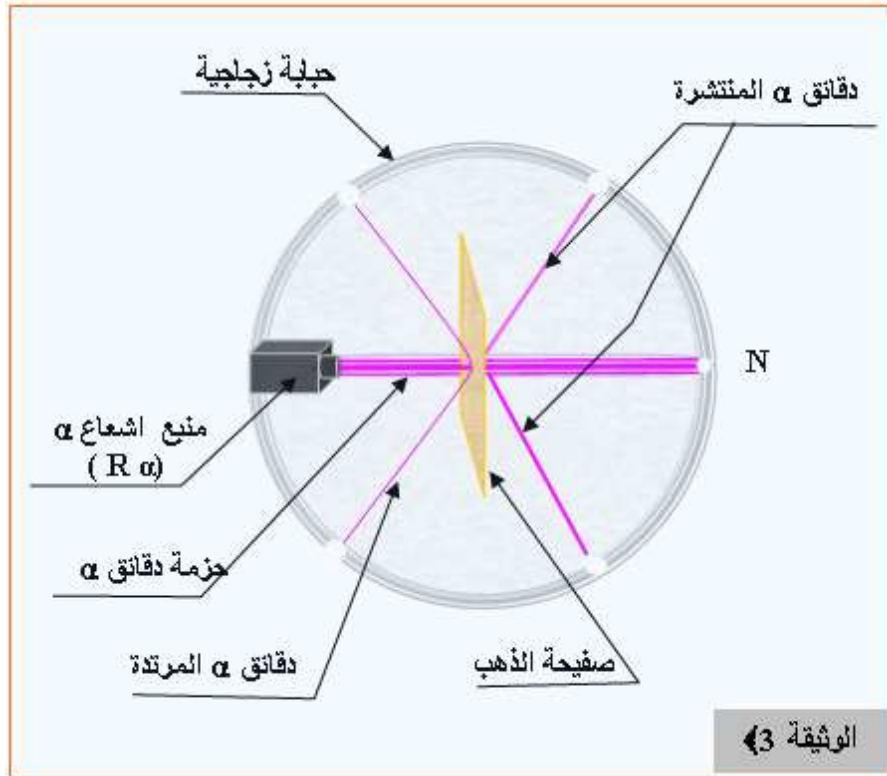 حبابة زجاجية
دقائق α المنتشرة
N
منبع اشعاع α
( R α)
حزمة دقائق α
دقائق α المرتدة
صفيحة الذهب
الوثيقة 3